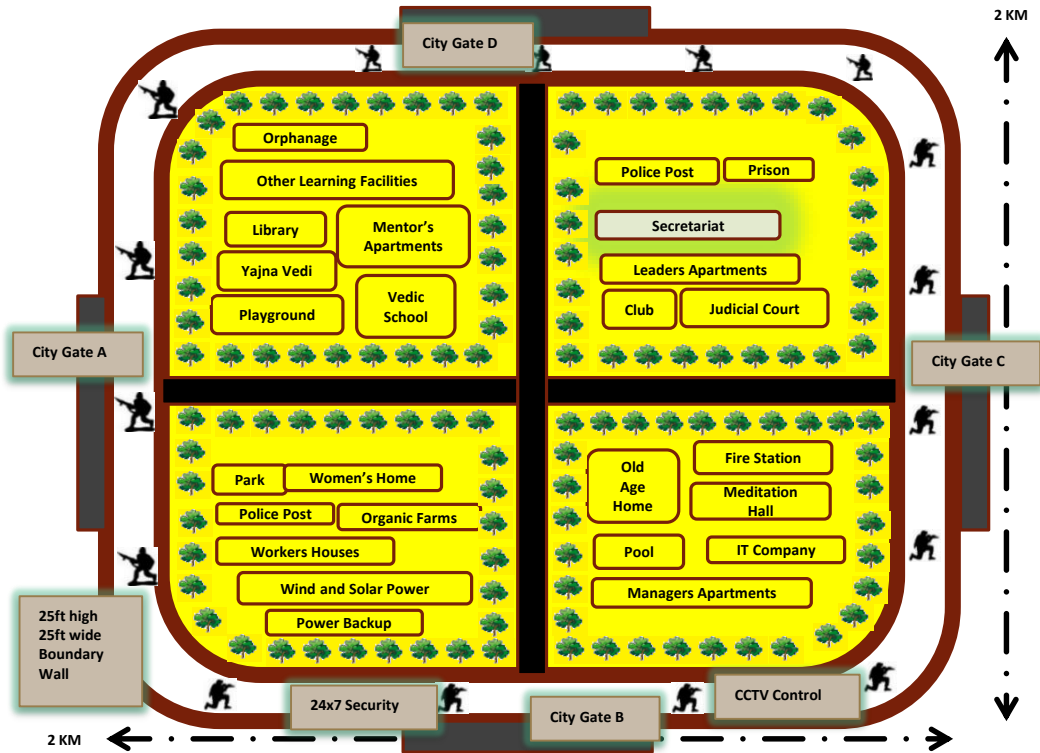 2 KM
City Gate D
Orphanage
Other Learning Facilities
Library
Mentor’s
Apartments
Yajna Vedi
Playground
Vedic
School
Police Post
Prison
Secretariat
Leaders Apartments
Club
Judicial Court
City Gate A
City Gate C
Park
Women’s Home
Police Post
Organic Farms
Workers Houses
Wind and Solar Power
Power Backup
Old
Age
Home
Fire Station
Meditation
Hall
Pool
IT Company
Managers Apartments
25ft high
25ft wide
Boundary
Wall
24x7 Security
City Gate B
CCTV Control
2 KM